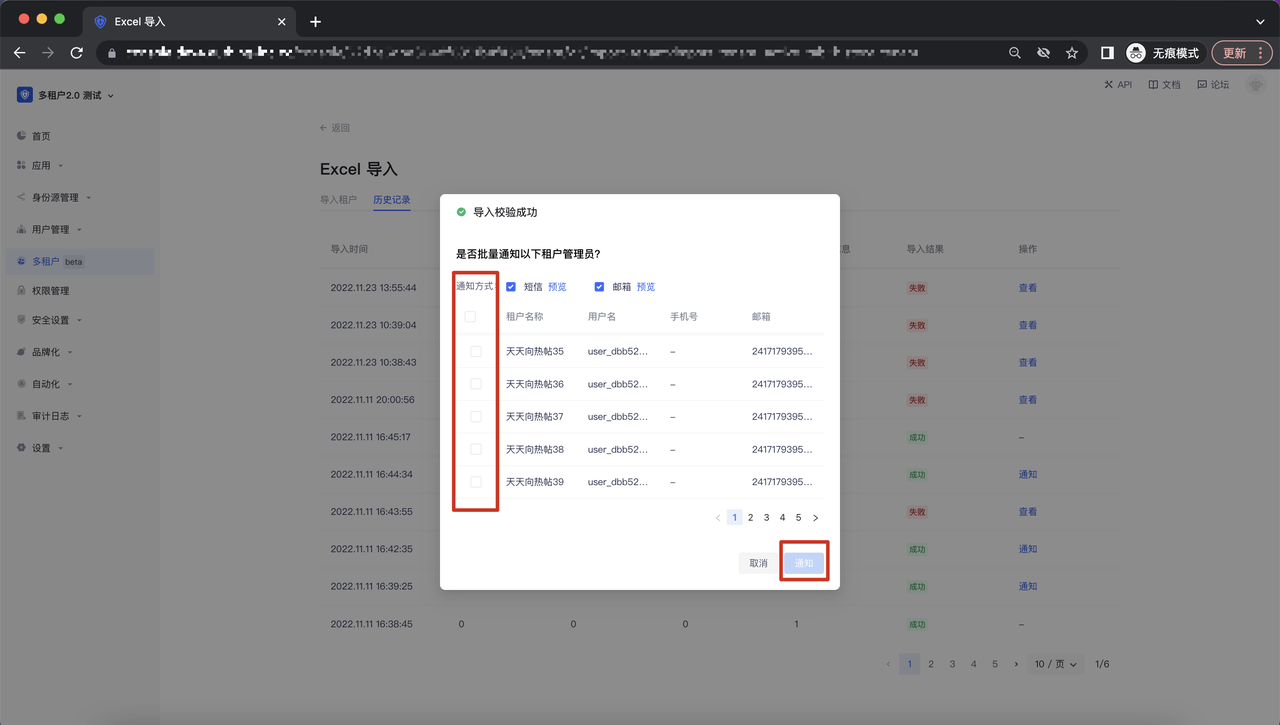 Excel 导入
无痕模式
更新
多租户2.0 测试
API
文档
论坛
首页
应用
身份源管理
用户管理
多租户 beta
权限管理
安全设置
品牌化
自动化
审计日志
设置
← 返回
Excel 导入
导入租户 历史记录
导入时间 息 导入结果 操作
2022.11.23 13:55:44 失败 查看
2022.11.23 10:39:04 失败 查看
2022.11.23 10:38:43 失败 查看
2022.11.11 20:00:56 失败 查看
2022.11.11 16:45:17 成功 –
2022.11.11 16:44:34 成功 通知
2022.11.11 16:43:55 失败 查看
2022.11.11 16:42:35 成功 通知
2022.11.11 16:39:25 成功 通知
2022.11.11 16:38:45 0 0 0 1 成功 –
1 2 3 4 5 10 / 页 1/6
导入校验成功
是否批量通知以下租户管理员?
通知方式: 短信 预览 邮箱 预览
租户名称 用户名 手机号 邮箱
天天向热帖35 user_dbb52... – 2417179395...
天天向热帖36 user_dbb52... – 2417179395...
天天向热帖37 user_dbb52... – 2417179395...
天天向热帖38 user_dbb52... – 2417179395...
天天向热帖39 user_dbb52... – 2417179395...
1 2 3 4 5
取消 通知